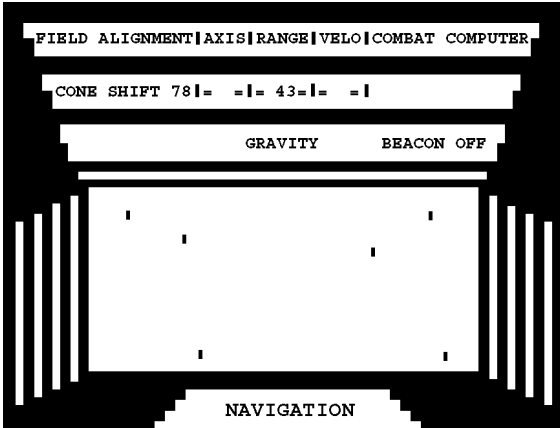 FIELD ALIGNMENT|AXIS|RANGE|VELO|COMBAT COMPUTER
CONE SHIFT 78|= =|= 43=|= =|
GRAVITY BEACON OFF
NAVIGATION